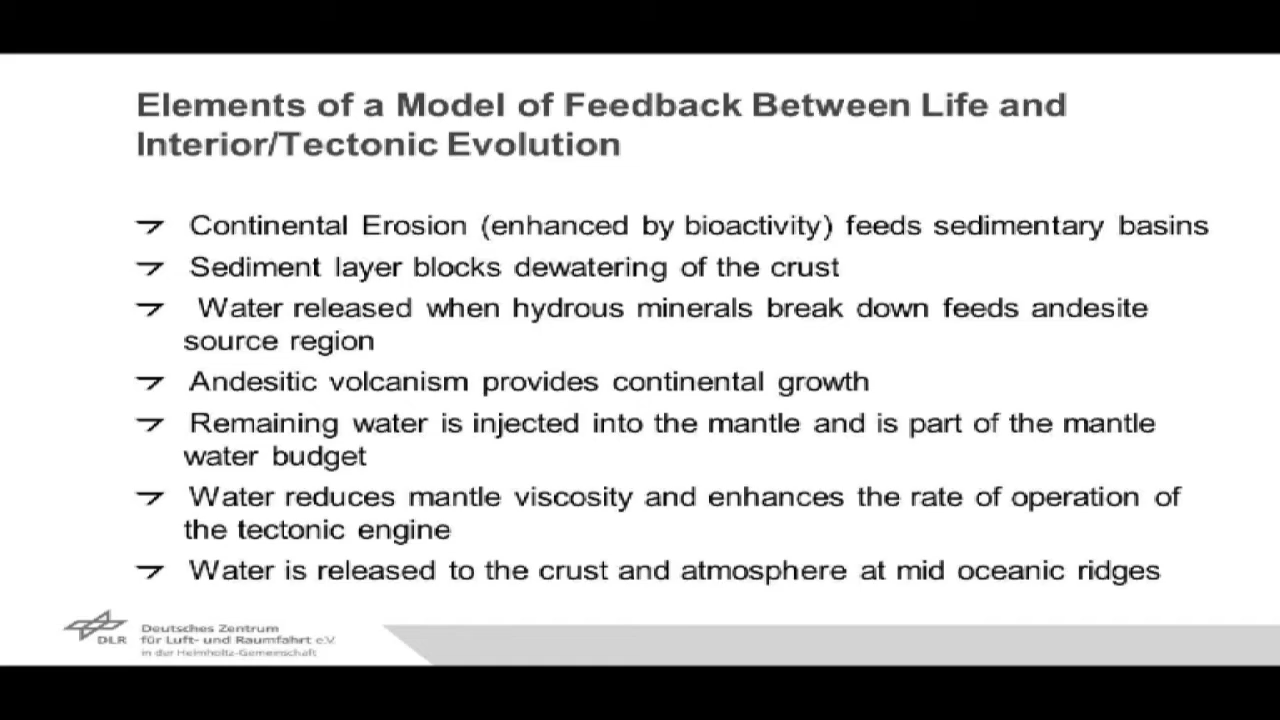 Elements of a Model of Feedback Between Life and
Interior/Tectonic Evolution
Continental Erosion (enhanced by bioactivity) feeds sedimentary basins
Sediment layer blocks dewatering of the crust
Water released when hydrous minerals break down feeds andesite
source region
Andesitic volcanism provides continental growth
Remaining water is injected into the mantle and is part of the mantle
water budget
Water reduces mantle viscosity and enhances the rate of operation of
the tectonic engine
Water is released to the crust and atmosphere at mid oceanic ridges
DLR
Deutsches Zentrum
für Luft- und Raumfahrt e.V.
in der Helmholtz-Gemeinschaft